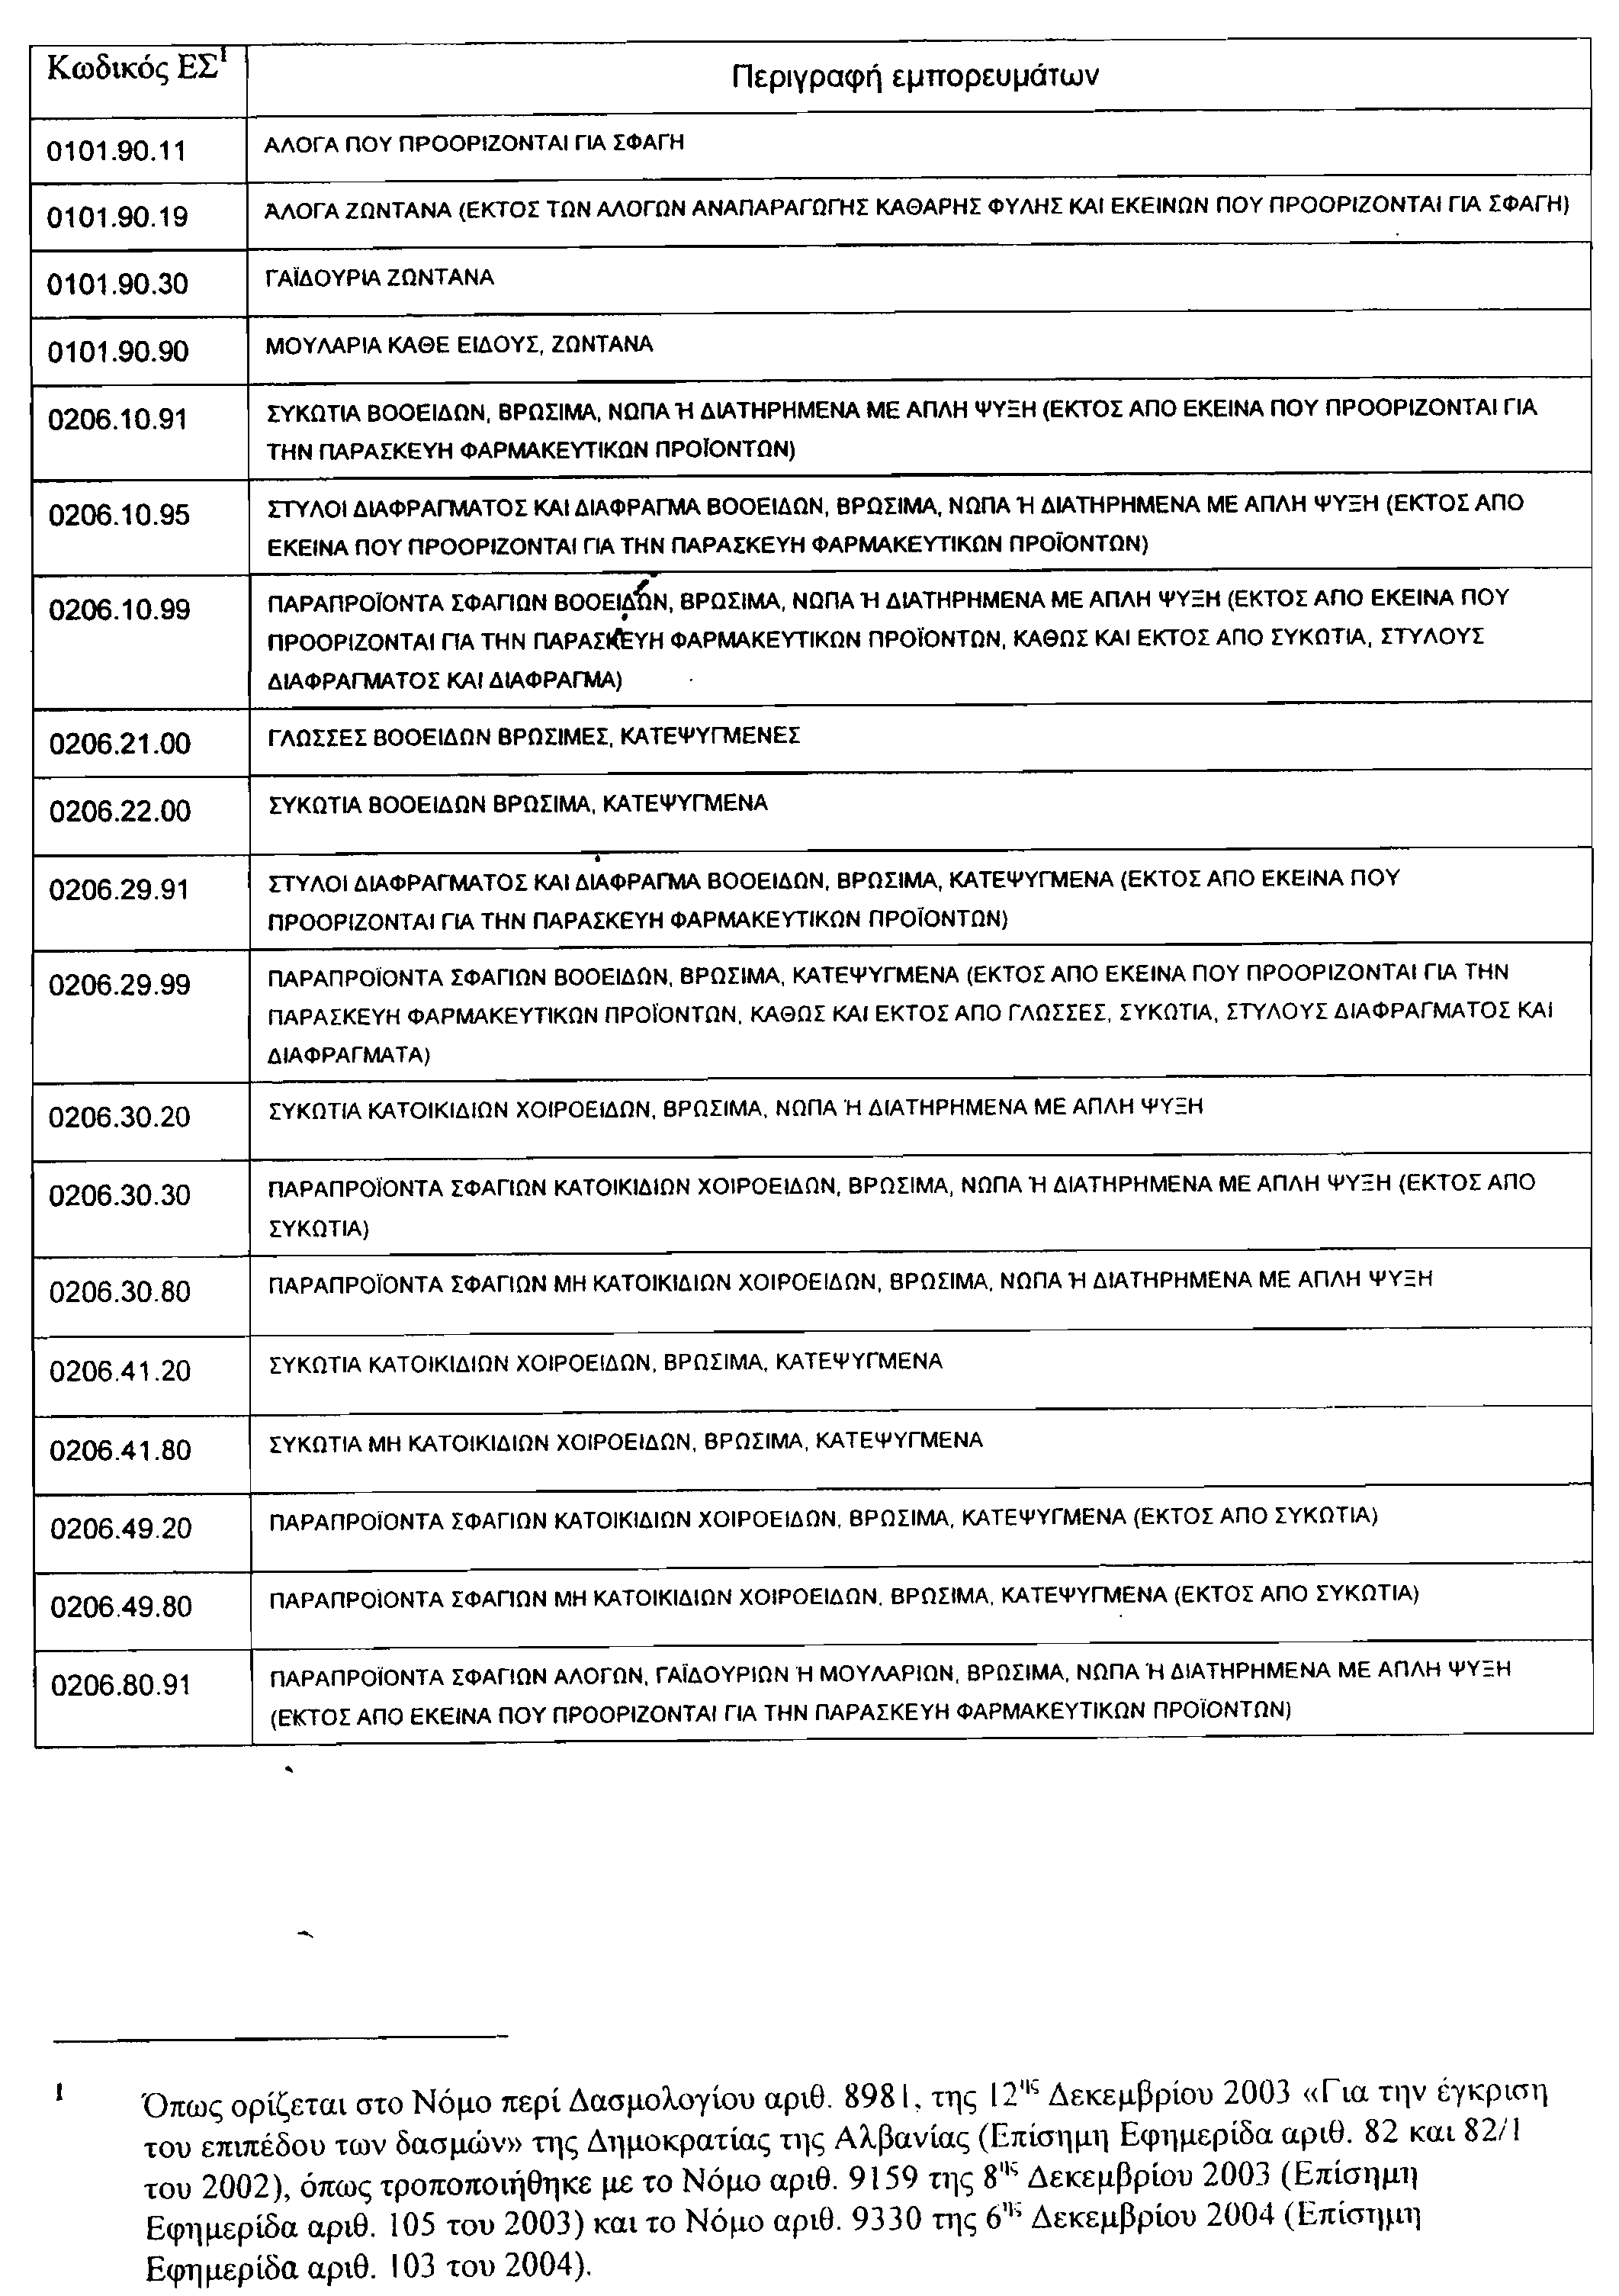 Κωδικός ΕΣ¹ Περιγραφή εμπορευμάτων
0101.90.11 ΑΛΟΓΑ ΠΟΥ ΠΡΟΟΡΙΖΟΝΤΑΙ ΓΙΑ ΣΦΑΓΗ
0101.90.19 ΆΛΟΓΑ ΖΩΝΤΑΝΑ (ΕΚΤΟΣ ΤΩΝ ΑΛΟΓΩΝ ΑΝΑΠΑΡΑΓΩΓΗΣ ΚΑΘΑΡΗΣ ΦΥΛΗΣ ΚΑΙ ΕΚΕΙΝΩΝ ΠΟΥ ΠΡΟΟΡΙΖΟΝΤΑΙ ΓΙΑ ΣΦΑΓΗ)
0101.90.30 ΓΑΪΔΟΥΡΙΑ ΖΩΝΤΑΝΑ
0101.90.90 ΜΟΥΛΑΡΙΑ ΚΑΘΕ ΕΙΔΟΥΣ, ΖΩΝΤΑΝΑ
0206.10.91 ΣΥΚΩΤΙΑ ΒΟΟΕΙΔΩΝ, ΒΡΩΣΙΜΑ, ΝΩΠΑ Ή ΔΙΑΤΗΡΗΜΕΝΑ ΜΕ ΑΠΛΗ ΨΥΞΗ (ΕΚΤΟΣ ΑΠΟ ΕΚΕΙΝΑ ΠΟΥ ΠΡΟΟΡΙΖΟΝΤΑΙ ΓΙΑ
ΤΗΝ ΠΑΡΑΣΚΕΥΗ ΦΑΡΜΑΚΕΥΤΙΚΩΝ ΠΡΟΪΟΝΤΩΝ)
0206.10.95 ΣΤΥΛΟΙ ΔΙΑΦΡΑΓΜΑΤΟΣ ΚΑΙ ΔΙΑΦΡΑΓΜΑ ΒΟΟΕΙΔΩΝ, ΒΡΩΣΙΜΑ, ΝΩΠΑ Ή ΔΙΑΤΗΡΗΜΕΝΑ ΜΕ ΑΠΛΗ ΨΥΞΗ (ΕΚΤΟΣ ΑΠΟ
ΕΚΕΙΝΑ ΠΟΥ ΠΡΟΟΡΙΖΟΝΤΑΙ ΓΙΑ ΤΗΝ ΠΑΡΑΣΚΕΥΗ ΦΑΡΜΑΚΕΥΤΙΚΩΝ ΠΡΟΪΟΝΤΩΝ)
0206.10.99 ΠΑΡΑΠΡΟΪΟΝΤΑ ΣΦΑΓΙΩΝ ΒΟΟΕΙΔΩΝ, ΒΡΩΣΙΜΑ, ΝΩΠΑ Ή ΔΙΑΤΗΡΗΜΕΝΑ ΜΕ ΑΠΛΗ ΨΥΞΗ (ΕΚΤΟΣ ΑΠΟ ΕΚΕΙΝΑ ΠΟΥ
ΠΡΟΟΡΙΖΟΝΤΑΙ ΓΙΑ ΤΗΝ ΠΑΡΑΣΚΕΥΗ ΦΑΡΜΑΚΕΥΤΙΚΩΝ ΠΡΟΪΟΝΤΩΝ, ΚΑΘΩΣ ΚΑΙ ΕΚΤΟΣ ΑΠΟ ΣΥΚΩΤΙΑ, ΣΤΥΛΟΥΣ
ΔΙΑΦΡΑΓΜΑΤΟΣ ΚΑΙ ΔΙΑΦΡΑΓΜΑ)
0206.21.00 ΓΛΩΣΣΕΣ ΒΟΟΕΙΔΩΝ ΒΡΩΣΙΜΕΣ, ΚΑΤΕΨΥΓΜΕΝΕΣ
0206.22.00 ΣΥΚΩΤΙΑ ΒΟΟΕΙΔΩΝ ΒΡΩΣΙΜΑ, ΚΑΤΕΨΥΓΜΕΝΑ
0206.29.91 ΣΤΥΛΟΙ ΔΙΑΦΡΑΓΜΑΤΟΣ ΚΑΙ ΔΙΑΦΡΑΓΜΑ ΒΟΟΕΙΔΩΝ, ΒΡΩΣΙΜΑ, ΚΑΤΕΨΥΓΜΕΝΑ (ΕΚΤΟΣ ΑΠΟ ΕΚΕΙΝΑ ΠΟΥ
ΠΡΟΟΡΙΖΟΝΤΑΙ ΓΙΑ ΤΗΝ ΠΑΡΑΣΚΕΥΗ ΦΑΡΜΑΚΕΥΤΙΚΩΝ ΠΡΟΪΟΝΤΩΝ)
0206.29.99 ΠΑΡΑΠΡΟΪΟΝΤΑ ΣΦΑΓΙΩΝ ΒΟΟΕΙΔΩΝ, ΒΡΩΣΙΜΑ, ΚΑΤΕΨΥΓΜΕΝΑ (ΕΚΤΟΣ ΑΠΟ ΕΚΕΙΝΑ ΠΟΥ ΠΡΟΟΡΙΖΟΝΤΑΙ ΓΙΑ ΤΗΝ
ΠΑΡΑΣΚΕΥΗ ΦΑΡΜΑΚΕΥΤΙΚΩΝ ΠΡΟΪΟΝΤΩΝ, ΚΑΘΩΣ ΚΑΙ ΕΚΤΟΣ ΑΠΟ ΓΛΩΣΣΕΣ, ΣΥΚΩΤΙΑ, ΣΤΥΛΟΥΣ ΔΙΑΦΡΑΓΜΑΤΟΣ ΚΑΙ
ΔΙΑΦΡΑΓΜΑΤΑ)
0206.30.20 ΣΥΚΩΤΙΑ ΚΑΤΟΙΚΙΔΙΩΝ ΧΟΙΡΟΕΙΔΩΝ, ΒΡΩΣΙΜΑ, ΝΩΠΑ Ή ΔΙΑΤΗΡΗΜΕΝΑ ΜΕ ΑΠΛΗ ΨΥΞΗ
0206.30.30 ΠΑΡΑΠΡΟΪΟΝΤΑ ΣΦΑΓΙΩΝ ΚΑΤΟΙΚΙΔΙΩΝ ΧΟΙΡΟΕΙΔΩΝ, ΒΡΩΣΙΜΑ, ΝΩΠΑ Ή ΔΙΑΤΗΡΗΜΕΝΑ ΜΕ ΑΠΛΗ ΨΥΞΗ (ΕΚΤΟΣ ΑΠΟ
ΣΥΚΩΤΙΑ)
0206.30.80 ΠΑΡΑΠΡΟΪΟΝΤΑ ΣΦΑΓΙΩΝ ΜΗ ΚΑΤΟΙΚΙΔΙΩΝ ΧΟΙΡΟΕΙΔΩΝ, ΒΡΩΣΙΜΑ, ΝΩΠΑ Ή ΔΙΑΤΗΡΗΜΕΝΑ ΜΕ ΑΠΛΗ ΨΥΞΗ
0206.41.20 ΣΥΚΩΤΙΑ ΚΑΤΟΙΚΙΔΙΩΝ ΧΟΙΡΟΕΙΔΩΝ, ΒΡΩΣΙΜΑ, ΚΑΤΕΨΥΓΜΕΝΑ
0206.41.80 ΣΥΚΩΤΙΑ ΜΗ ΚΑΤΟΙΚΙΔΙΩΝ ΧΟΙΡΟΕΙΔΩΝ, ΒΡΩΣΙΜΑ, ΚΑΤΕΨΥΓΜΕΝΑ
0206.49.20 ΠΑΡΑΠΡΟΪΟΝΤΑ ΣΦΑΓΙΩΝ ΚΑΤΟΙΚΙΔΙΩΝ ΧΟΙΡΟΕΙΔΩΝ, ΒΡΩΣΙΜΑ, ΚΑΤΕΨΥΓΜΕΝΑ (ΕΚΤΟΣ ΑΠΟ ΣΥΚΩΤΙΑ)
0206.49.80 ΠΑΡΑΠΡΟΪΟΝΤΑ ΣΦΑΓΙΩΝ ΜΗ ΚΑΤΟΙΚΙΔΙΩΝ ΧΟΙΡΟΕΙΔΩΝ, ΒΡΩΣΙΜΑ, ΚΑΤΕΨΥΓΜΕΝΑ (ΕΚΤΟΣ ΑΠΟ ΣΥΚΩΤΙΑ)
0206.80.91 ΠΑΡΑΠΡΟΪΟΝΤΑ ΣΦΑΓΙΩΝ ΑΛΟΓΩΝ, ΓΑΪΔΟΥΡΙΩΝ Ή ΜΟΥΛΑΡΙΩΝ, ΒΡΩΣΙΜΑ, ΝΩΠΑ Ή ΔΙΑΤΗΡΗΜΕΝΑ ΜΕ ΑΠΛΗ ΨΥΞΗ
(ΕΚΤΟΣ ΑΠΟ ΕΚΕΙΝΑ ΠΟΥ ΠΡΟΟΡΙΖΟΝΤΑΙ ΓΙΑ ΤΗΝ ΠΑΡΑΣΚΕΥΗ ΦΑΡΜΑΚΕΥΤΙΚΩΝ ΠΡΟΪΟΝΤΩΝ)
¹ Όπως ορίζεται στο Νόμο περί Δασμολογίου αριθ. 8981, της 12ης Δεκεμβρίου 2003 «Για την έγκριση
του επιπέδου των δασμών» της Δημοκρατίας της Αλβανίας (Επίσημη Εφημερίδα αριθ. 82 και 82/1
του 2002), όπως τροποποιήθηκε με το Νόμο αριθ. 9159 της 8ης Δεκεμβρίου 2003 (Επίσημη
Εφημερίδα αριθ. 105 του 2003) και το Νόμο αριθ. 9330 της 6ης Δεκεμβρίου 2004 (Επίσημη
Εφημερίδα αριθ. 103 του 2004).